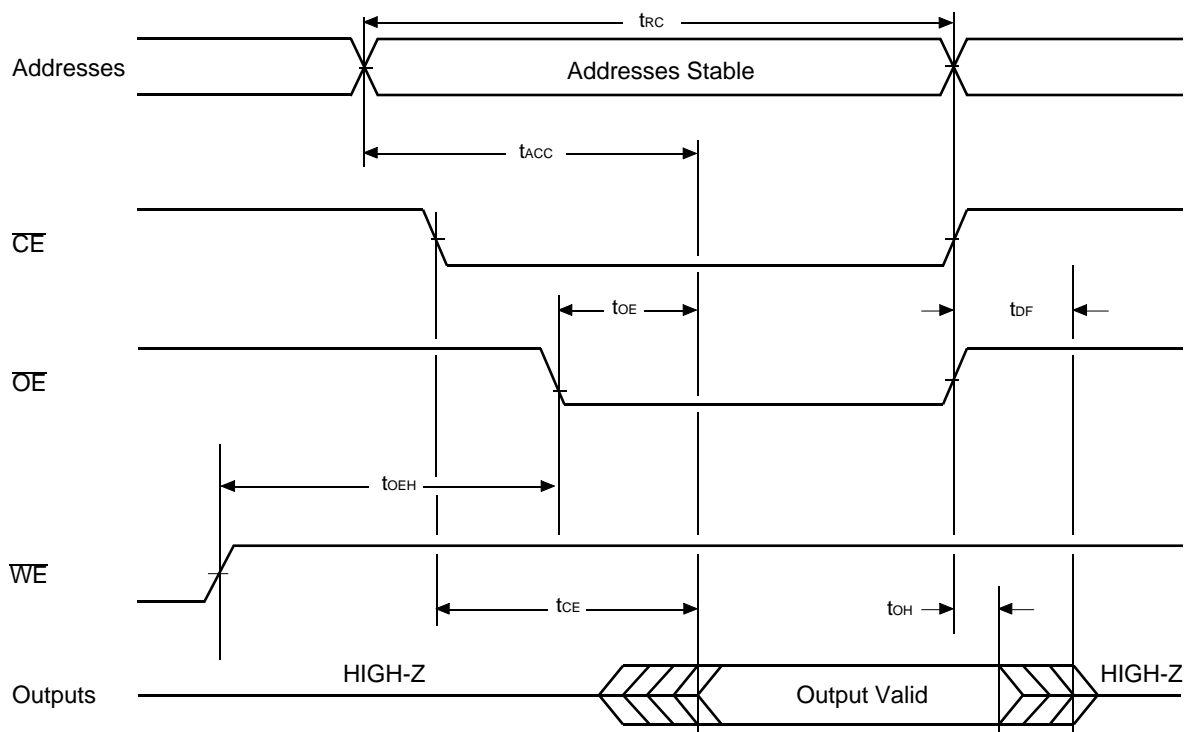 tRC
Addresses
Addresses Stable
tACC
CE
tOE
tDF
OE
tOEH
WE
tCE
tOH
HIGH-Z
HIGH-Z
Outputs
Output Valid